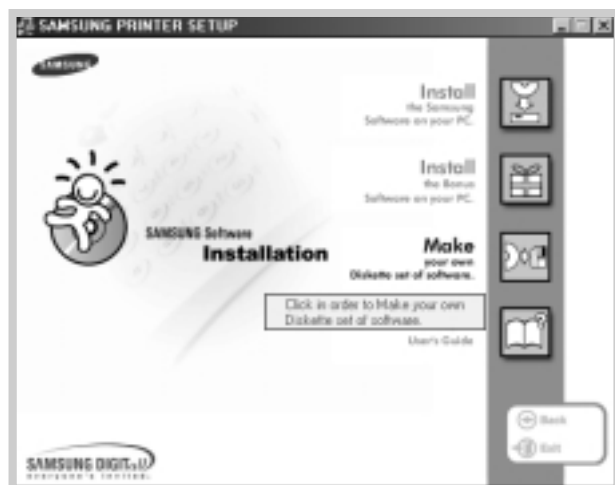 SAMSUNG PRINTER SETUP
SAMSUNG
Install
the Samsung
Software on your PC.
Install
the Bonus
Software on your PC.
SAMSUNG Software
Installation
Make
your own
Diskette set of software.
Click in order to Make your own
Diskette set of software.
User's Guide
Back
Exit
SAMSUNG DIGITall
everyone's invited.